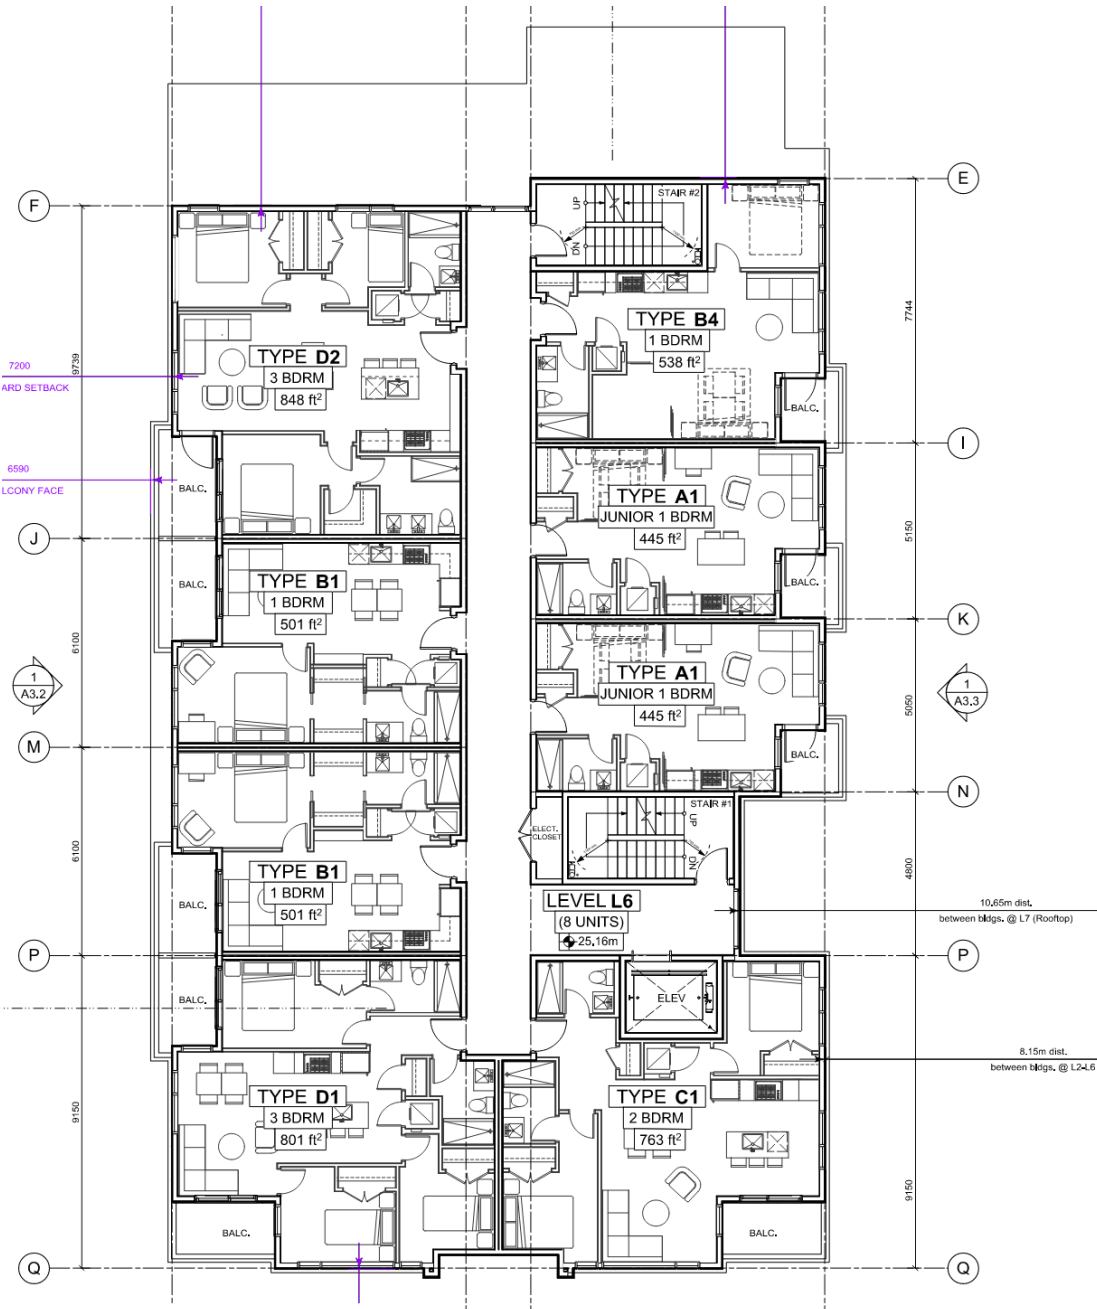 E
F
STAIR #2
UP
DN
7744
9739
TYPE B4
1 BDRM
538 ft²
TYPE D2
3 BDRM
848 ft²
7200
ARD SETBACK
BALC.
I
6590
LCONY FACE
BALC.
TYPE A1
JUNIOR 1 BDRM
445 ft²
J
5150
BALC.
TYPE B1
1 BDRM
501 ft²
BALC.
K
6100
1
A3.2
TYPE A1
JUNIOR 1 BDRM
445 ft²
1
A3.3
5050
M
BALC.
N
STAIR #1
UP
DN
ELECT.
CLOSET
6100
4800
TYPE B1
1 BDRM
501 ft²
BALC.
LEVEL L6
(8 UNITS)
25.16m
10.65m dist.
between bldgs. @ L7 (Rooftop)
P
P
BALC.
ELEV
8.15m dist.
between bldgs. @ L2-L6
TYPE D1
3 BDRM
801 ft²
TYPE C1
2 BDRM
763 ft²
9150
9150
BALC.
BALC.
Q
Q